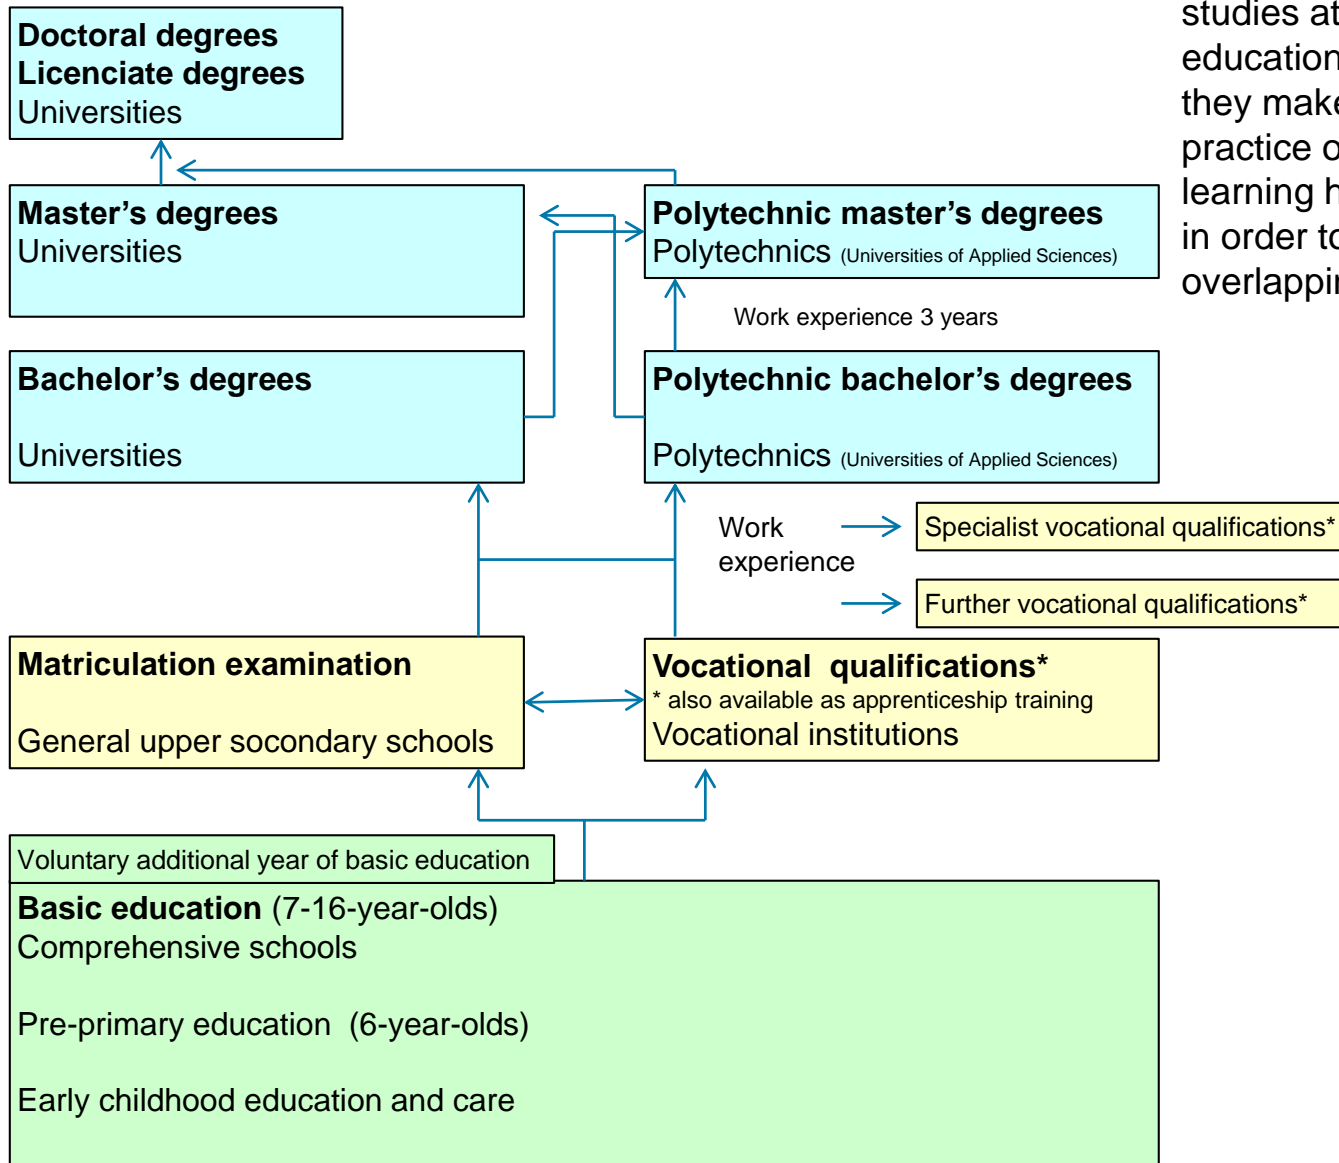 Doctoral degrees
Licenciate degrees
Universities
studies at
education
they make
practice o
learning h
in order to
overlappin
Master’s degrees
Universities
Polytechnic master’s degrees
Polytechnics (Universities of Applied Sciences)
Work experience 3 years
Bachelor’s degrees
Universities
Polytechnic bachelor’s degrees
Polytechnics (Universities of Applied Sciences)
Work
experience
Specialist vocational qualifications*
Further vocational qualifications*
Matriculation examination
General upper socondary schools
Vocational qualifications*
* also available as apprenticeship training
Vocational institutions
Voluntary additional year of basic education
Basic education (7-16-year-olds)
Comprehensive schools
Pre-primary education (6-year-olds)
Early childhood education and care